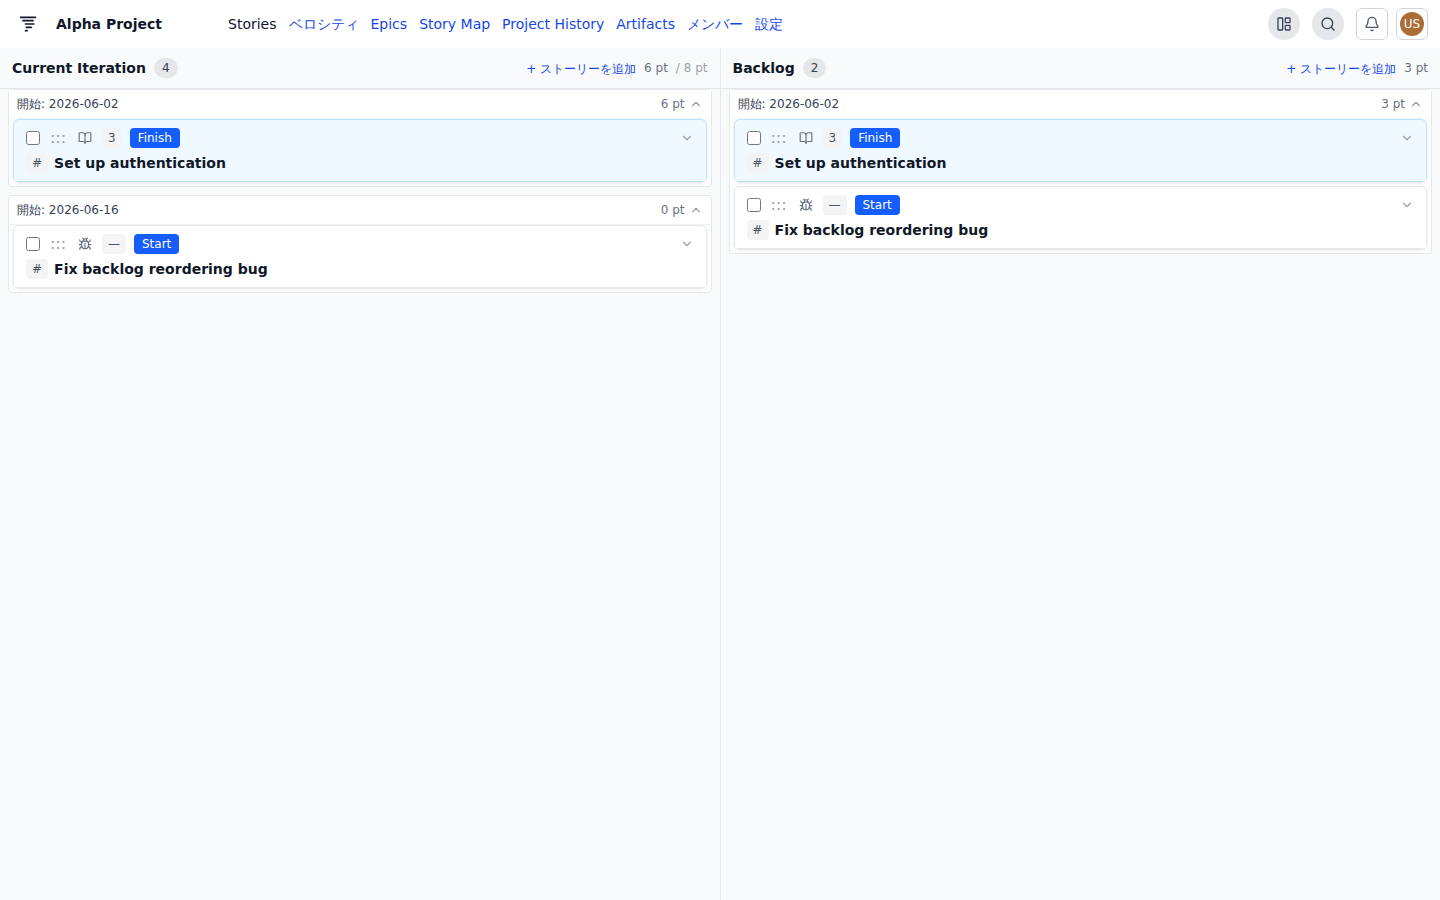 Alpha Project Stories ベロシティ Epics Story Map Project History Artifacts メンバー 設定 US
Current Iteration 4 + ストーリーを追加 6 pt / 8 pt
開始: 2026-06-02 6 pt
3 Finish
# Set up authentication
開始: 2026-06-16 0 pt
— Start
# Fix backlog reordering bug
Backlog 2 + ストーリーを追加 3 pt
開始: 2026-06-02 3 pt
3 Finish
# Set up authentication
— Start
# Fix backlog reordering bug